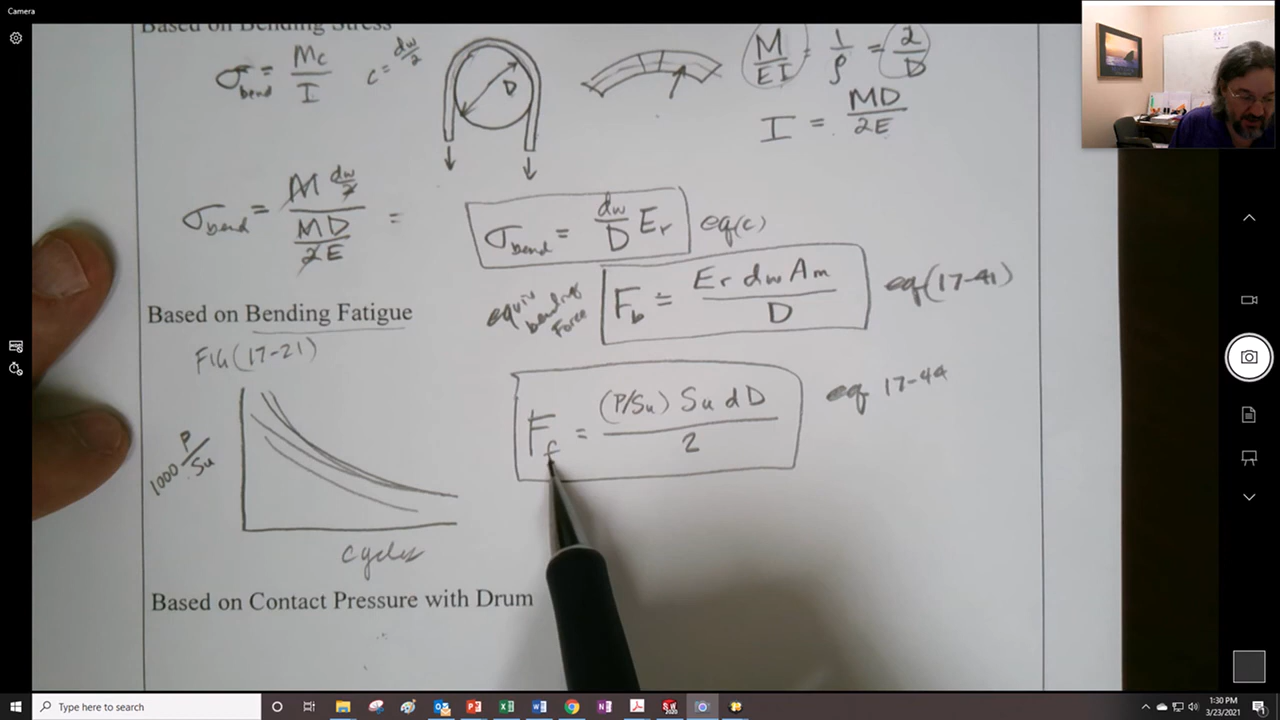 Camera
Based on Bending Stress
σbend = Mc/I c = dw/2
D
M/EI = 1/ρ = 2/D
I = MD/2E
σbend = M dw/2 / MD/2E =
σbend = dw/D Er eq(c)
equiv bending Force Fb = Er dw Am / D eq(17-41)
Based on Bending Fatigue
FIG(17-21)
1000 P/Su
cycles
Ff = (P/Su) Su d D / 2 eq 17-44
Based on Contact Pressure with Drum
Type here to search
1:30 PM
3/23/2021